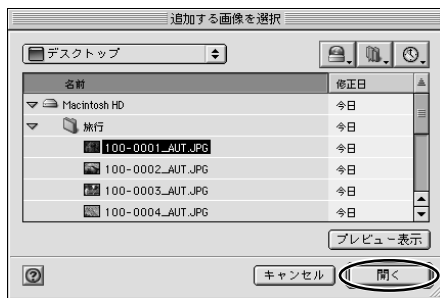 追加する画像を選択
デスクトップ
名前 修正日
Macintosh HD 今日
旅行 今日
100-0001_AUT.JPG 今日
100-0002_AUT.JPG 今日
100-0003_AUT.JPG 今日
100-0004_AUT.JPG 今日
プレビュー表示
? キャンセル 開く